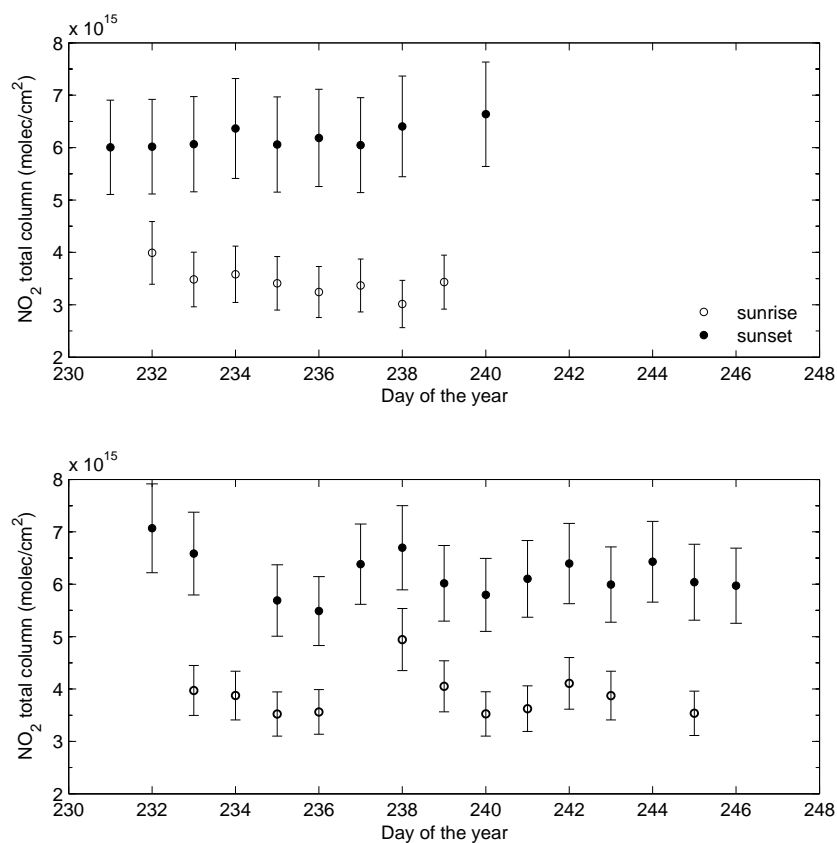 x 10^15
8
7
6
5
4
3
2
NO2 total column (molec/cm²)
sunrise
sunset
230 232 234 236 238 240 242 244 246 248
Day of the year
x 10^15
8
7
6
5
4
3
2
NO2 total column (molec/cm²)
230 232 234 236 238 240 242 244 246 248
Day of the year